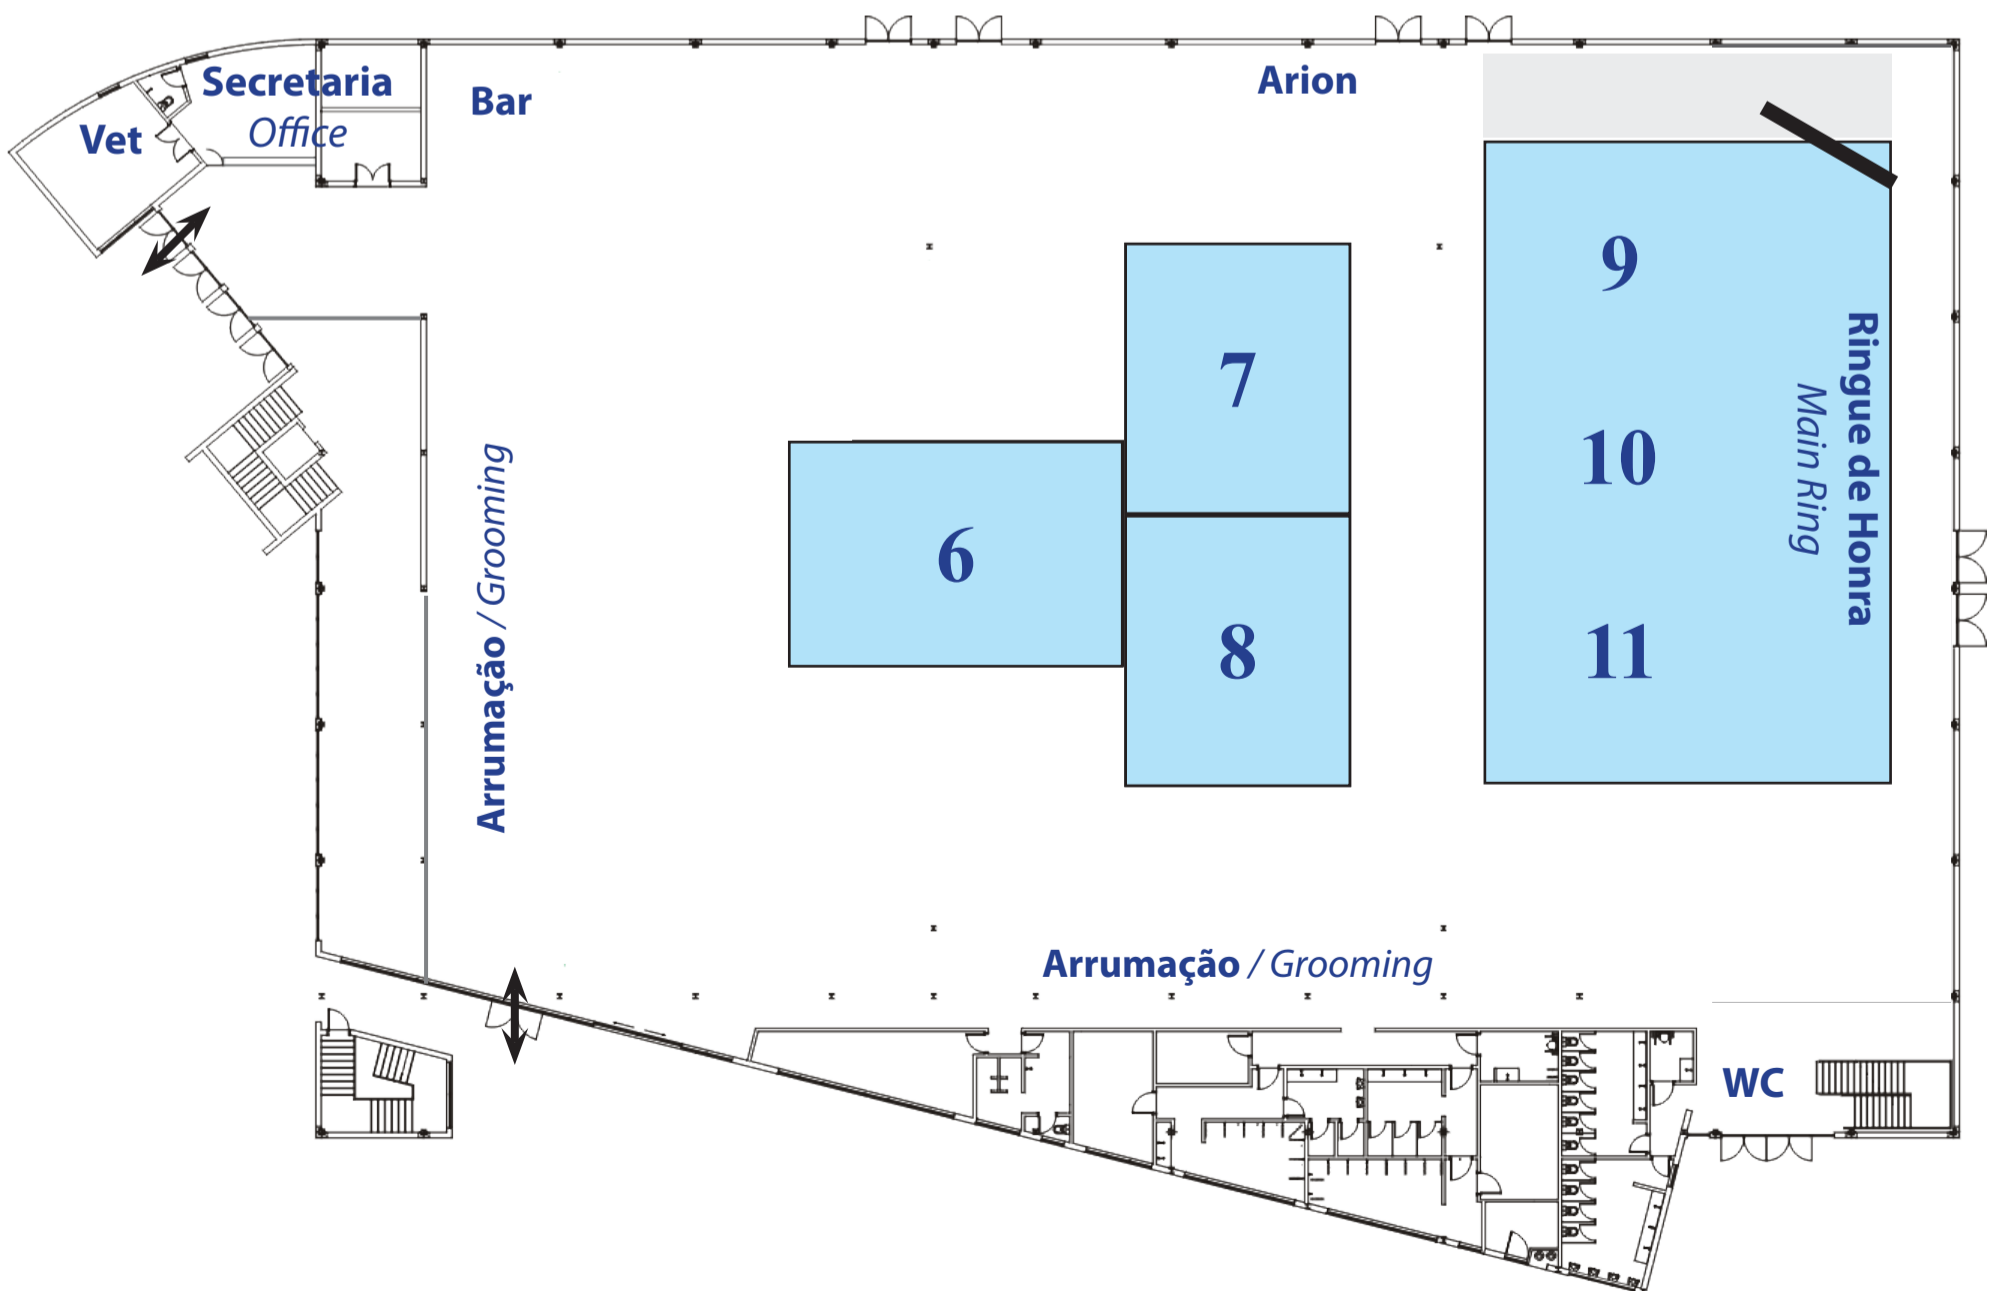 Secretaria
Office
Vet
Bar
Arion
9
7
10
6
8
11
Ringue de Honra
Main Ring
Arrumação / Grooming
Arrumação / Grooming
WC